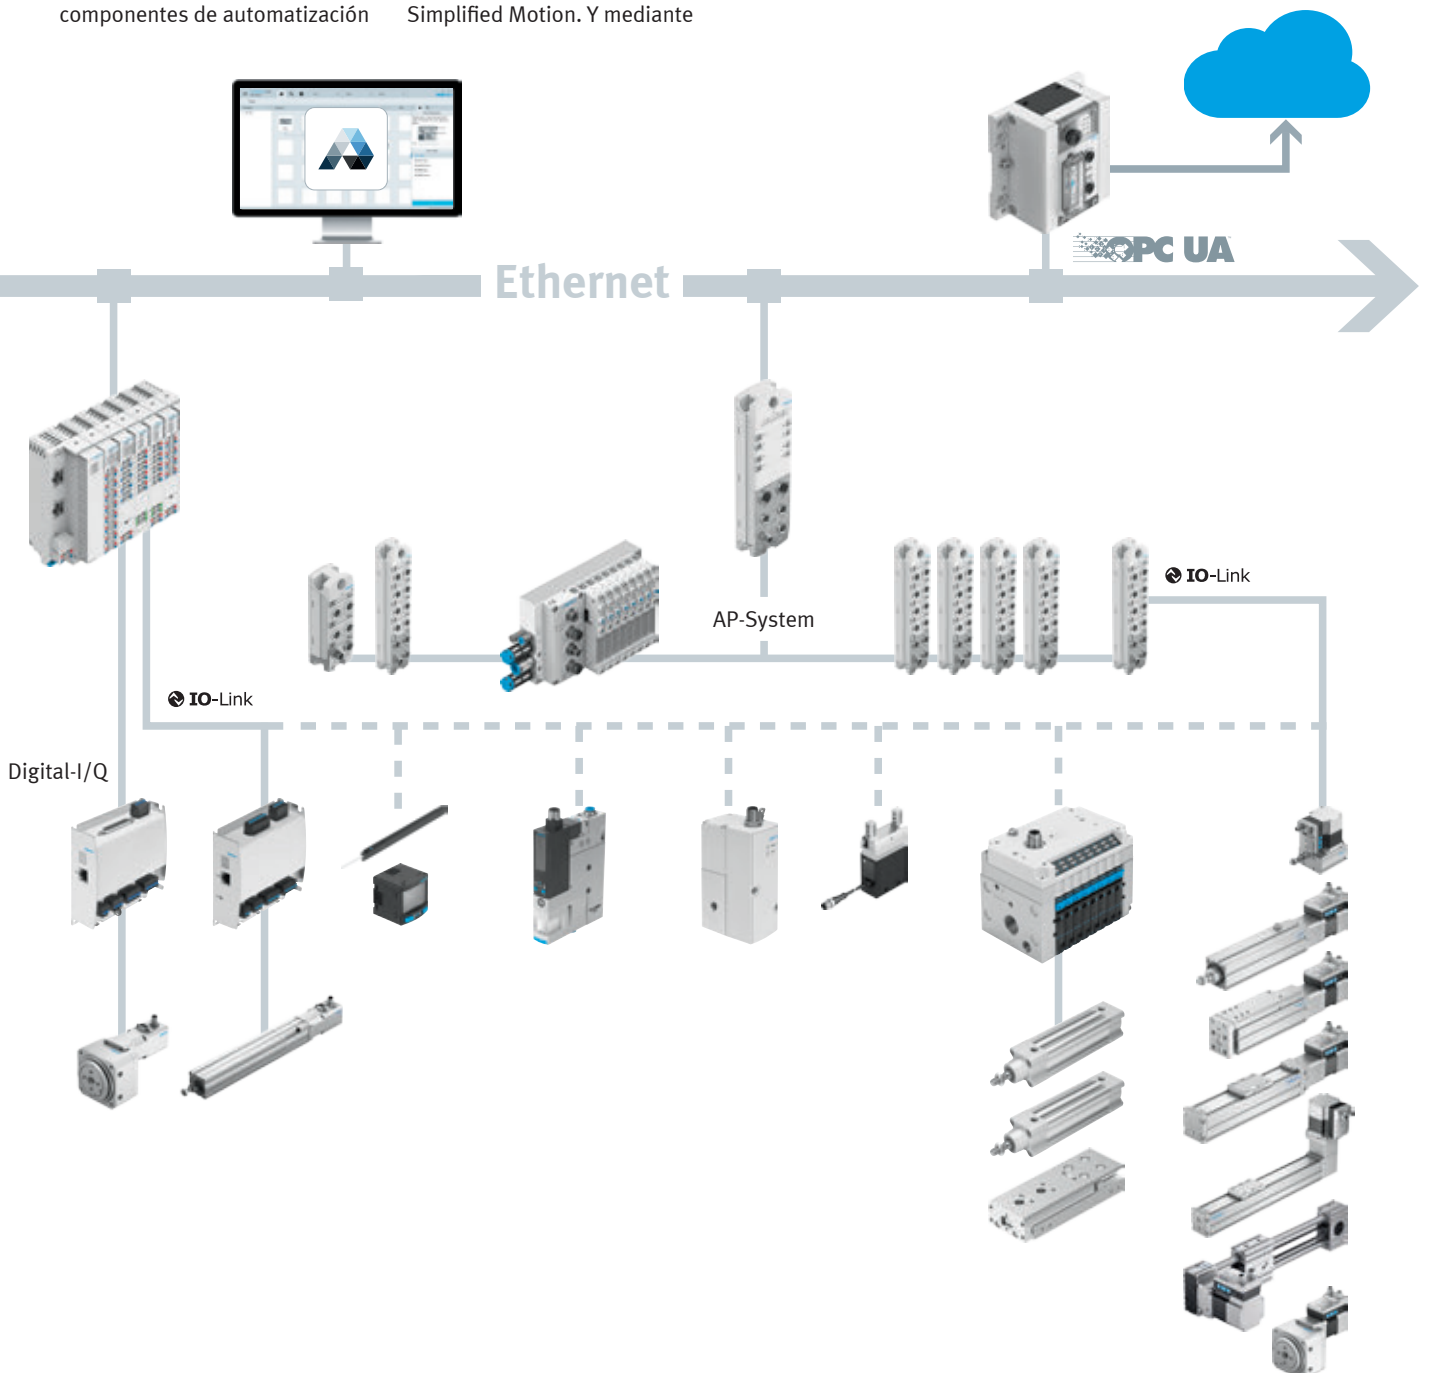 componentes de automatización
Simplified Motion. Y mediante
OPC UA
Ethernet
IO-Link
AP-System
IO-Link
Digital-I/Q